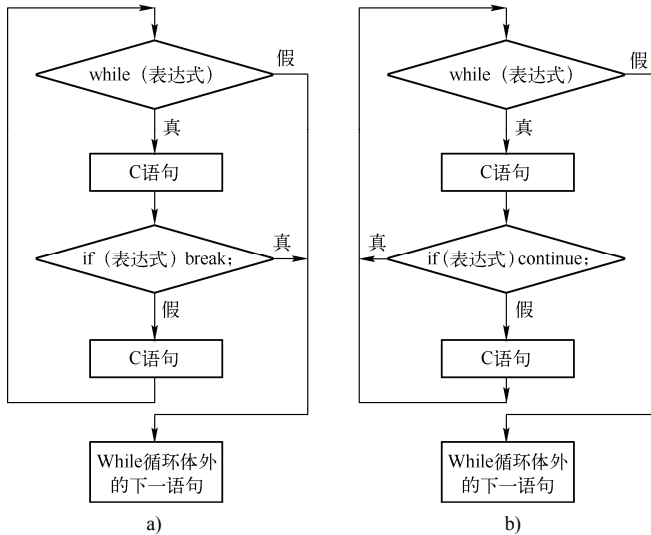 while（表达式）
假
真
C语句
if（表达式）break；
真
假
C语句
While循环体外
的下一语句
a)
while（表达式）
假
真
C语句
if（表达式）continue；
真
假
C语句
While循环体外
的下一语句
b)